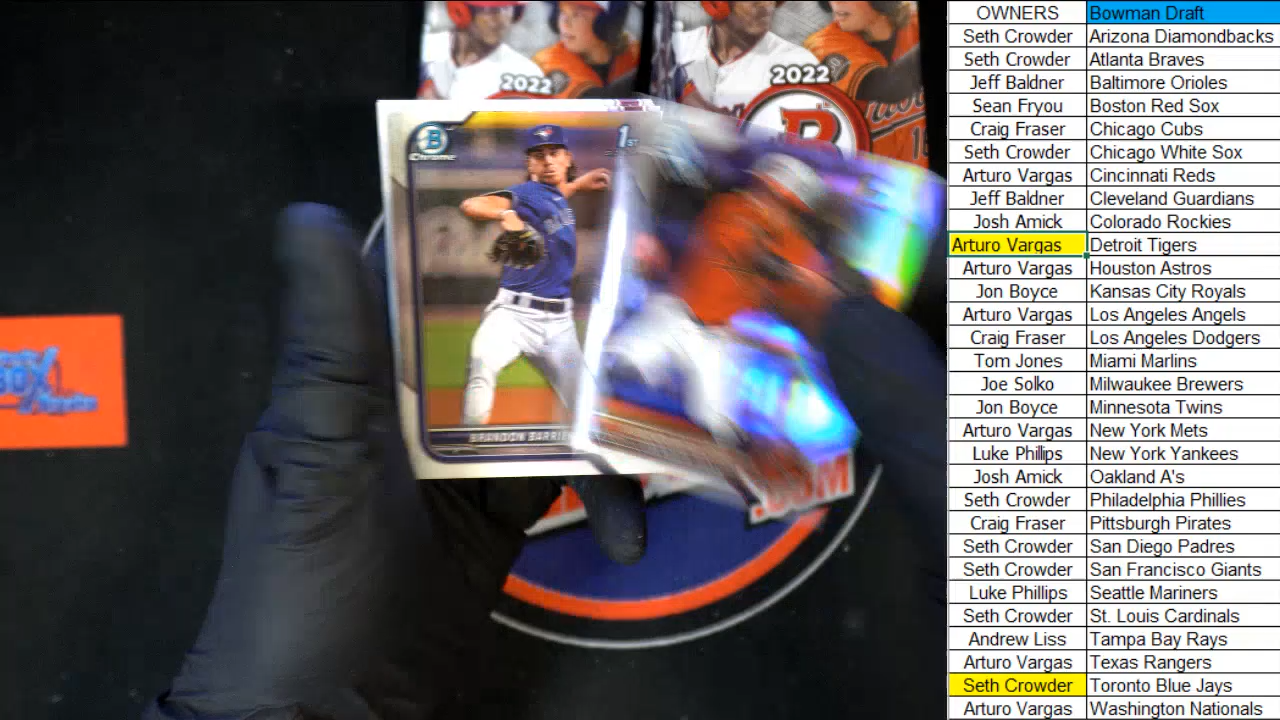 OWNERS Bowman Draft
Seth Crowder Arizona Diamondbacks
Seth Crowder Atlanta Braves
Jeff Baldner Baltimore Orioles
Sean Fryou Boston Red Sox
Craig Fraser Chicago Cubs
Seth Crowder Chicago White Sox
Arturo Vargas Cincinnati Reds
Jeff Baldner Cleveland Guardians
Josh Amick Colorado Rockies
Arturo Vargas Detroit Tigers
Arturo Vargas Houston Astros
Jon Boyce Kansas City Royals
Arturo Vargas Los Angeles Angels
Craig Fraser Los Angeles Dodgers
Tom Jones Miami Marlins
Joe Solko Milwaukee Brewers
Jon Boyce Minnesota Twins
Arturo Vargas New York Mets
Luke Phillips New York Yankees
Josh Amick Oakland A's
Seth Crowder Philadelphia Phillies
Craig Fraser Pittsburgh Pirates
Seth Crowder San Diego Padres
Seth Crowder San Francisco Giants
Luke Phillips Seattle Mariners
Seth Crowder St. Louis Cardinals
Andrew Liss Tampa Bay Rays
Arturo Vargas Texas Rangers
Seth Crowder Toronto Blue Jays
Arturo Vargas Washington Nationals
2022
2022
B
B
Chrome
1ST
BRANDON
.COM